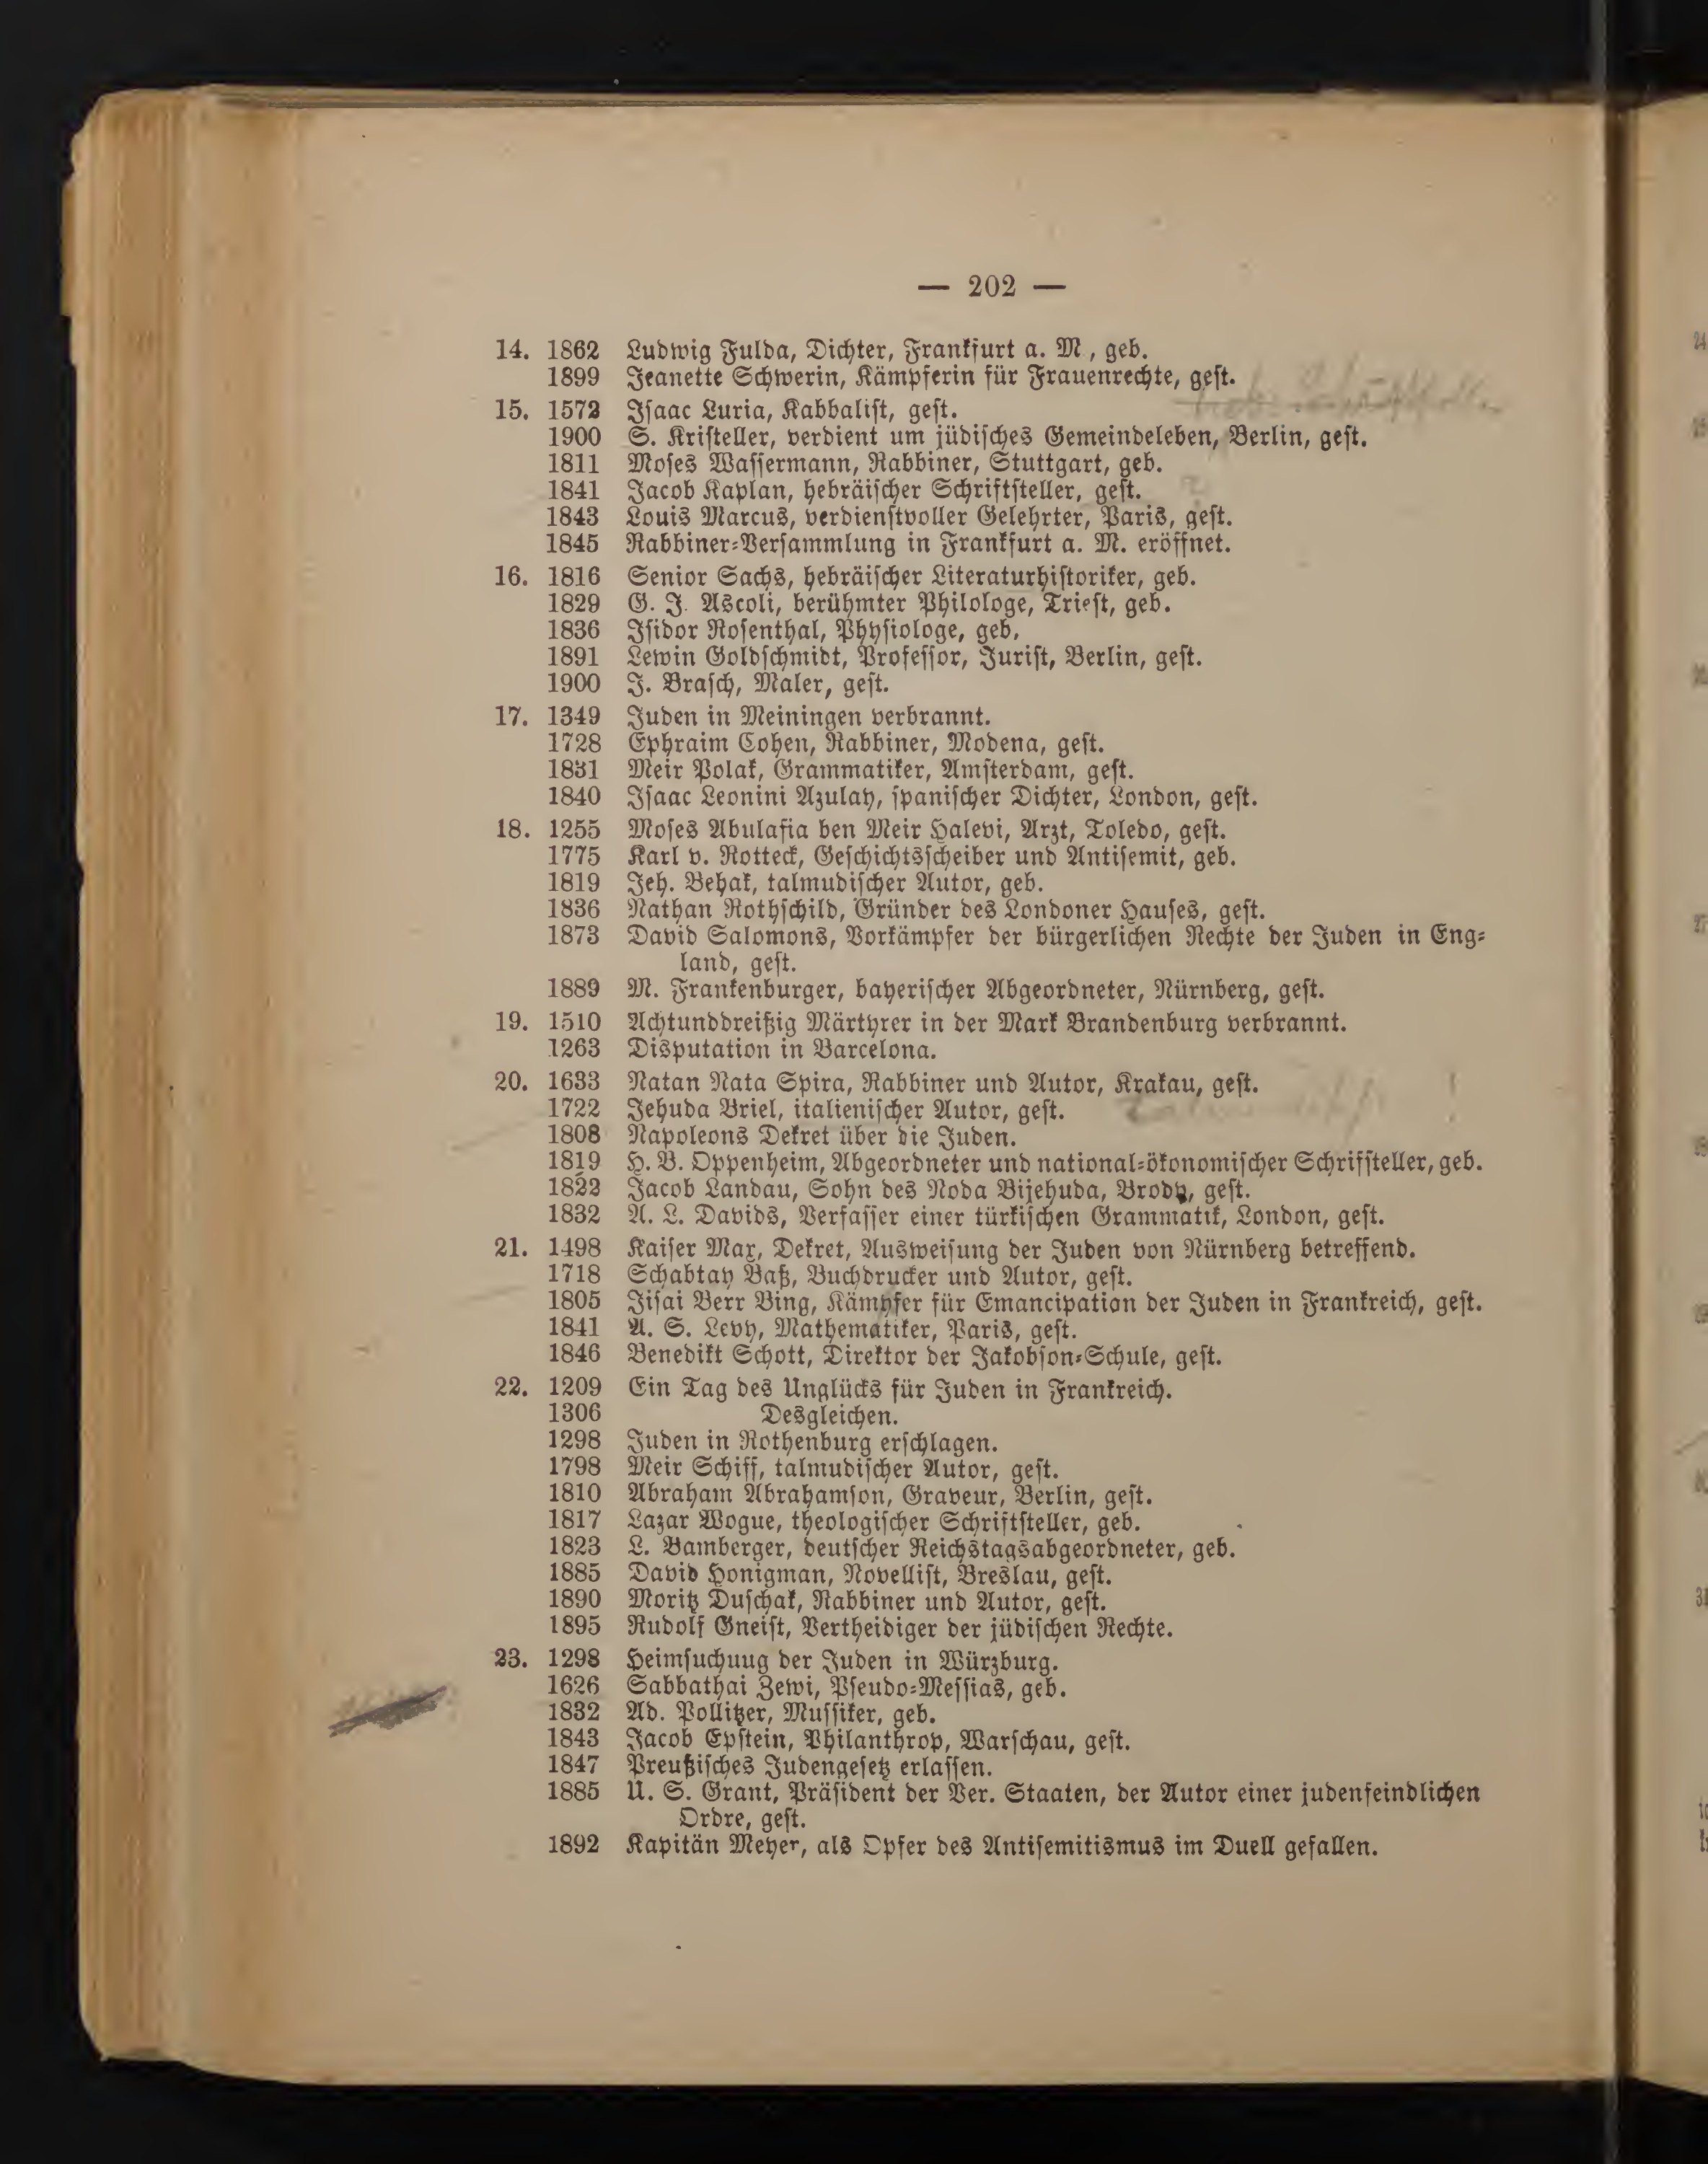 — 202 —
14. 1862 Ludwig Fulda, Dichter, Frankfurt a. M , geb.
1899 Jeanette Schwerin, Kämpferin für Frauenrechte, gest.
15. 1572 Isaac Luria, Kabbalist, gest.
1900 S. Kristeller, verdient um jüdisches Gemeindeleben, Berlin, gest.
1811 Moses Wassermann, Rabbiner, Stuttgart, geb.
1841 Jacob Kaplan, hebräischer Schriftsteller, gest.
1843 Louis Marcus, verdienstvoller Gelehrter, Paris, gest.
1845 Rabbiner-Versammlung in Frankfurt a. M. eröffnet.
16. 1816 Senior Sachs, hebräischer Literaturhistoriker, geb.
1829 G. J. Ascoli, berühmter Philologe, Triest, geb.
1836 Isidor Rosenthal, Physiologe, geb.
1891 Lewin Goldschmidt, Professor, Jurist, Berlin, gest.
1900 J. Brasch, Maler, gest.
17. 1349 Juden in Meiningen verbrannt.
1728 Ephraim Cohen, Rabbiner, Modena, gest.
1831 Meir Polak, Grammatiker, Amsterdam, gest.
1840 Isaac Leonini Azulay, spanischer Dichter, London, gest.
18. 1255 Moses Abulafia ben Meir Halevi, Arzt, Toledo, gest.
1775 Karl v. Rotteck, Geschichtsscheiber und Antisemit, geb.
1819 Jeh. Behak, talmudischer Autor, geb.
1836 Nathan Rothschild, Gründer des Londoner Hauses, gest.
1873 David Salomons, Vorkämpfer der bürgerlichen Rechte der Juden in Eng-
land, gest.
1889 M. Frankenburger, bayerischer Abgeordneter, Nürnberg, gest.
19. 1510 Achtunddreißig Märtyrer in der Mark Brandenburg verbrannt.
1263 Disputation in Barcelona.
20. 1633 Natan Nata Spira, Rabbiner und Autor, Krakau, gest.
1722 Jehuda Briel, italienischer Autor, gest.
1808 Napoleons Dekret über die Juden.
1819 H. B. Oppenheim, Abgeordneter und national-ökonomischer Schriffteller, geb.
1822 Jacob Landau, Sohn des Noda Bijehuda, Brody, gest.
1832 A. L. Davids, Verfasser einer türkischen Grammatik, London, gest.
21. 1498 Kaiser Max, Dekret, Ausweisung der Juden von Nürnberg betreffend.
1718 Schabtay Baß, Buchdrucker und Autor, gest.
1805 Jisai Berr Bing, Kämpfer für Emancipation der Juden in Frankreich, gest.
1841 A. S. Levy, Mathematiker, Paris, gest.
1846 Benedikt Schott, Direktor der Jakobson-Schule, gest.
22. 1209 Ein Tag des Unglücks für Juden in Frankreich.
1306 Desgleichen.
1298 Juden in Rothenburg erschlagen.
1798 Meir Schiff, talmudischer Autor, gest.
1810 Abraham Abrahamson, Graveur, Berlin, gest.
1817 Lazar Wogue, theologischer Schriftsteller, geb.
1823 L. Bamberger, deutscher Reichstagsabgeordneter, geb.
1885 David Honigman, Novellist, Breslau, gest.
1890 Moritz Duschak, Rabbiner und Autor, gest.
1895 Rudolf Gneist, Vertheidiger der jüdischen Rechte.
23. 1298 Heimsuchuug der Juden in Würzburg.
1626 Sabbathai Zewi, Pseudo-Messias, geb.
1832 Ad. Pollitzer, Mussiker, geb.
1843 Jacob Epstein, Philanthrop, Warschau, gest.
1847 Preußisches Judengesetz erlassen.
1885 U. S. Grant, Präsident der Ver. Staaten, der Autor einer judenfeindlichen
Ordre, gest.
1892 Kapitän Meyer, als Opfer des Antisemitismus im Duell gefallen.